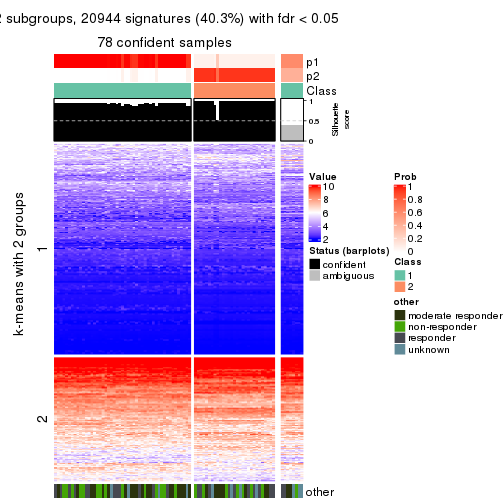 2 subgroups, 20944 signatures (40.3%) with fdr < 0.05
78 confident samples
p1
p2
Class
1
0.5
0
Silhouette
score
k-means with 2 groups
1
2
other
Value
10
8
6
4
2
Status (barplots)
confident
ambiguous
Prob
1
0.8
0.6
0.4
0.2
0
Class
1
2
other
moderate responder
non-responder
responder
unknown